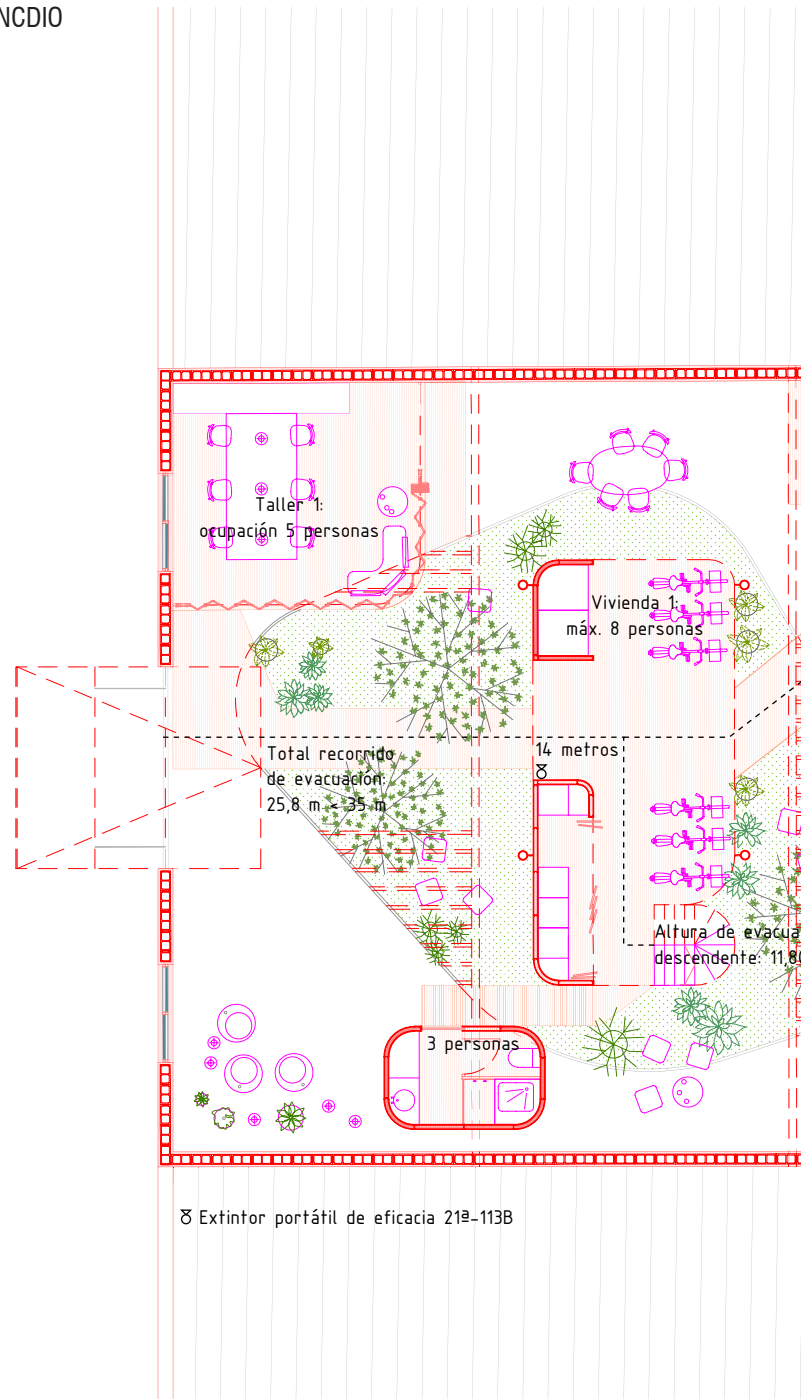 NCDIO
Taller 1:
ocupación 5 personas
Vivienda 1:
máx. 8 personas
Total recorrido
de evacuación:
25,8 m < 35 m
14 metros
Altura de evacua
descendente: 11,80
3 personas
Extintor portátil de eficacia 21ª-113B